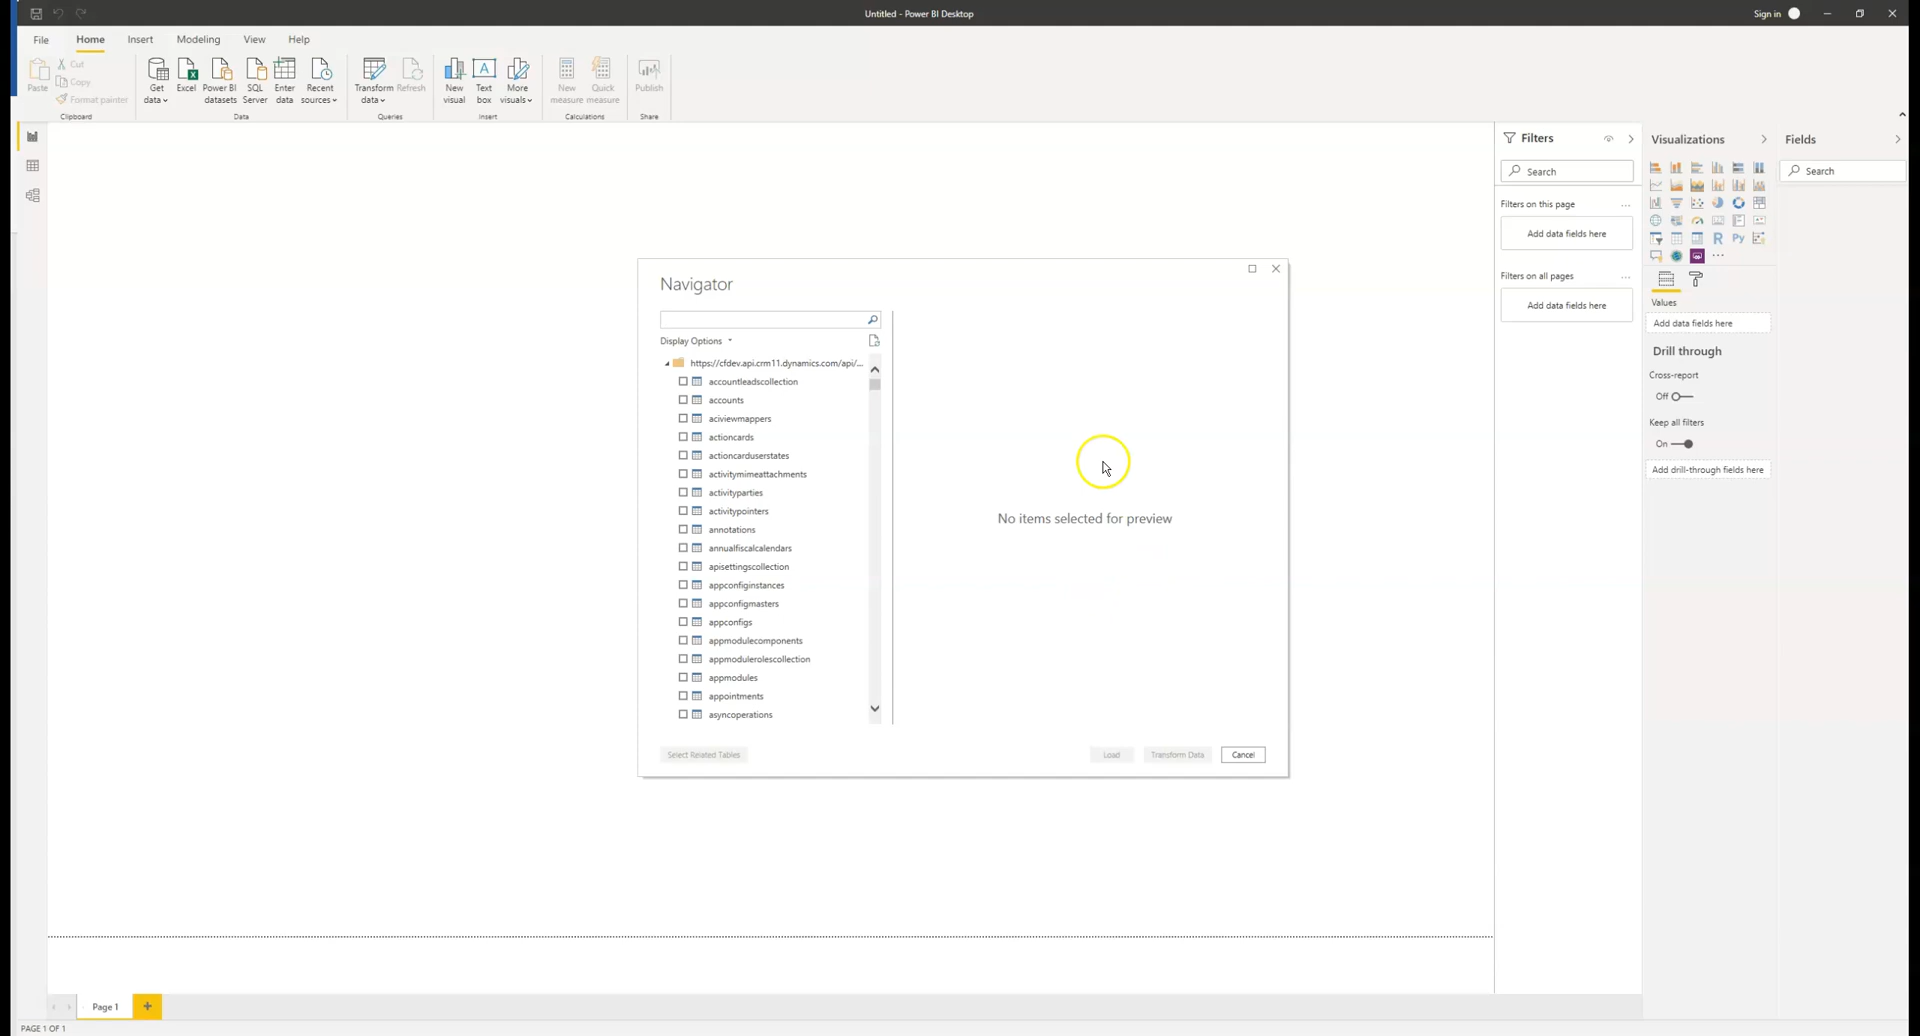 Untitled - Power BI Desktop
Sign in
File Home Insert Modeling View Help
Paste
Cut
Copy
Format painter
Clipboard
Get data
Excel
Power BI datasets
SQL Server
Enter data
Recent sources
Data
Transform data
Refresh
Queries
New visual
A
Text box
More visuals
Insert
New measure
Quick measure
Calculations
Publish
Share
Filters
Search
Filters on this page
...
Add data fields here
Filters on all pages
...
Add data fields here
Visualizations
R
Py
...
Values
Add data fields here
Drill through
Cross-report
Off
Keep all filters
On
Add drill-through fields here
Fields
Search
Navigator
Display Options
https://cfdev.api.crm11.dynamics.com/api/...
accountleadscollection
accounts
aciviewmappers
actioncards
actioncarduserstates
activitymimeattachments
activityparties
activitypointers
annotations
annualfiscalcalendars
apisettingscollection
appconfiginstances
appconfigmasters
appconfigs
appmodulecomponents
appmodulerolescollection
appmodules
appointments
asyncoperations
No items selected for preview
Select Related Tables
Load
Transform Data
Cancel
Page 1
+
PAGE 1 OF 1